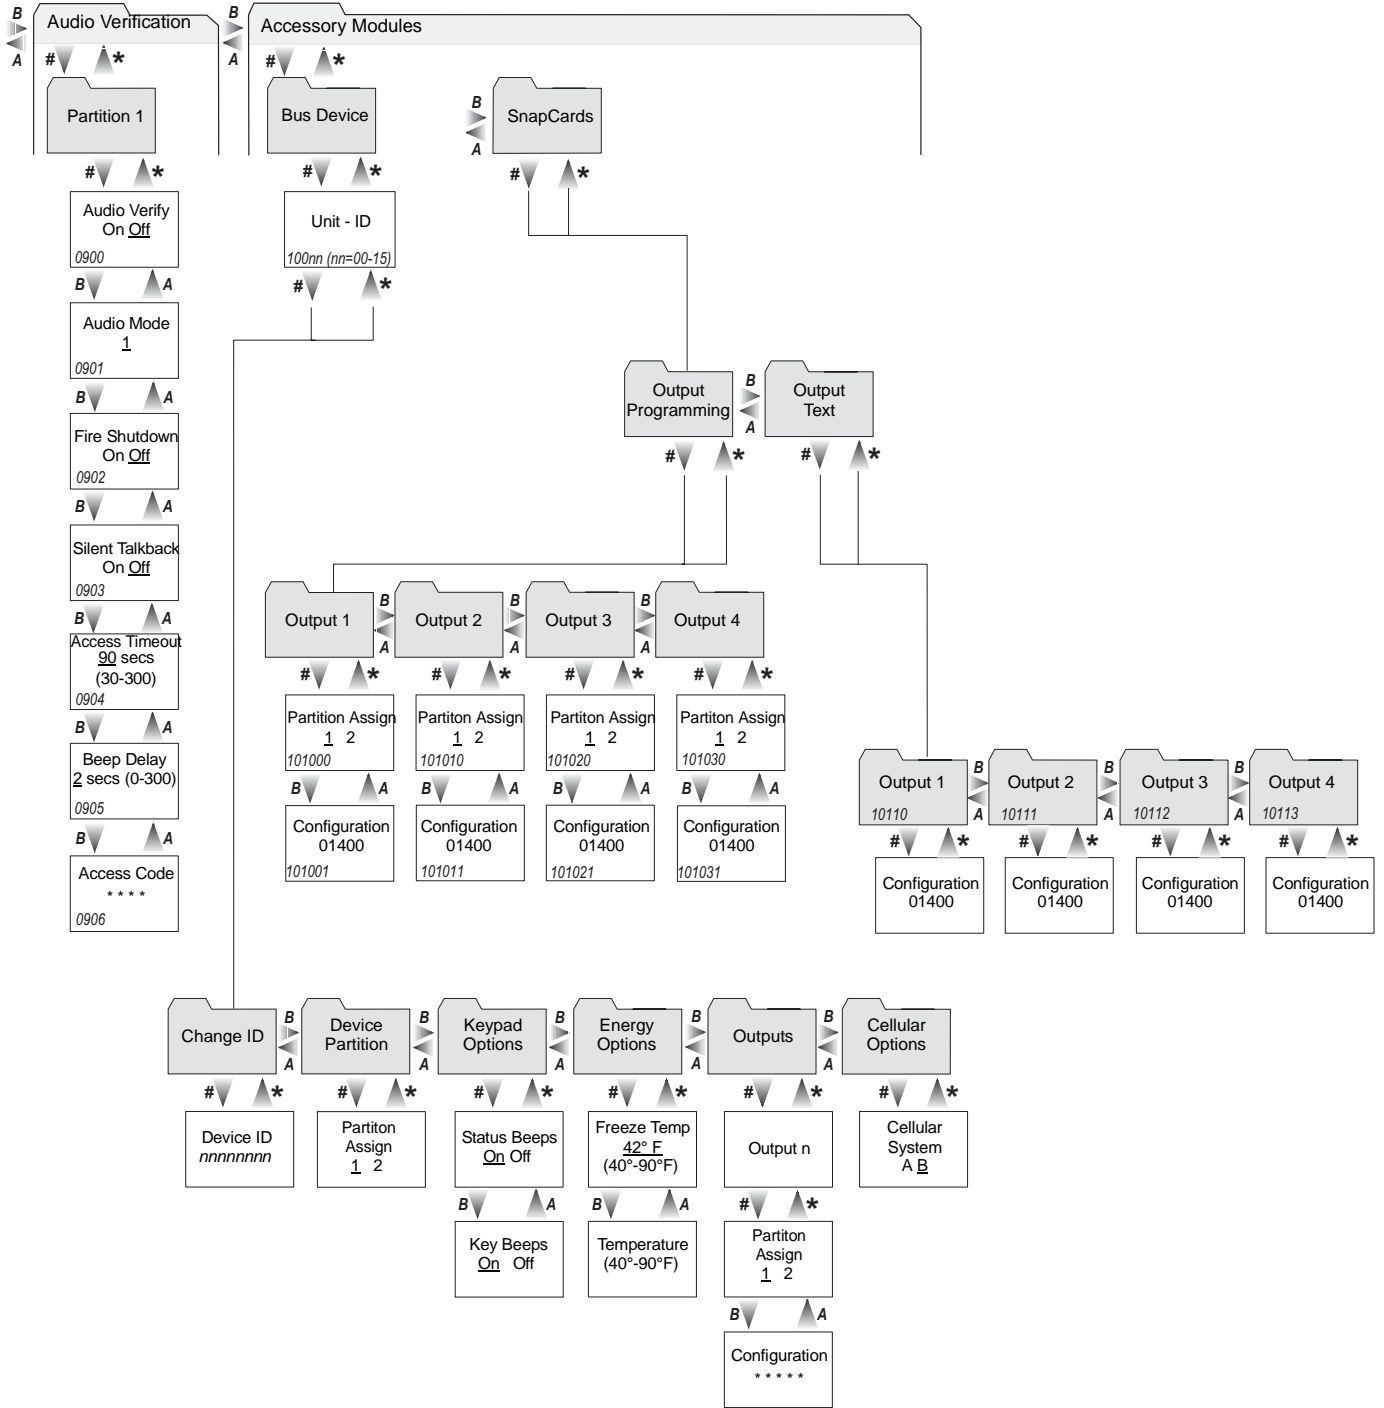 B
Audio Verification
A
# *
Partition 1
# *
Audio Verify
On Off
0900
B A
Audio Mode
1
0901
B A
Fire Shutdown
On Off
0902
B A
Silent Talkback
On Off
0903
B A
Access Timeout
90 secs
(30-300)
0904
B A
Beep Delay
2 secs (0-300)
0905
B A
Access Code
* * * *
0906
B
Accessory Modules
A
# *
Bus Device
# *
Unit - ID
100nn (nn=00-15)
# *
B
SnapCards
A
# *
Output
Programming
B
A
Output
Text
# *
# *
Output 1
B
A
Output 2
B
A
Output 3
B
A
Output 4
# *
# *
# *
# *
Partition Assign
1 2
101000
Partiton Assign
1 2
101010
Partition Assign
1 2
101020
Partiton Assign
1 2
101030
B A
B A
B A
B A
Configuration
01400
101001
Configuration
01400
101011
Configuration
01400
101021
Configuration
01400
101031
Output 1
10110
B
A
Output 2
10111
B
A
Output 3
10112
B
A
Output 4
10113
# *
# *
# *
# *
Configuration
01400
Configuration
01400
Configuration
01400
Configuration
01400
Change ID
B
A
Device
Partition
B
A
Keypad
Options
B
A
Energy
Options
B
A
Outputs
B
A
Cellular
Options
# *
# *
# *
# *
# *
# *
Device ID
nnnnnnnn
Partiton
Assign
1 2
Status Beeps
On Off
Freeze Temp
42° F
(40°-90°F)
Output n
Cellular
System
A B
B A
B A
# *
Key Beeps
On Off
Temperature
(40°-90°F)
Partiton
Assign
1 2
B A
Configuration
* * * * *